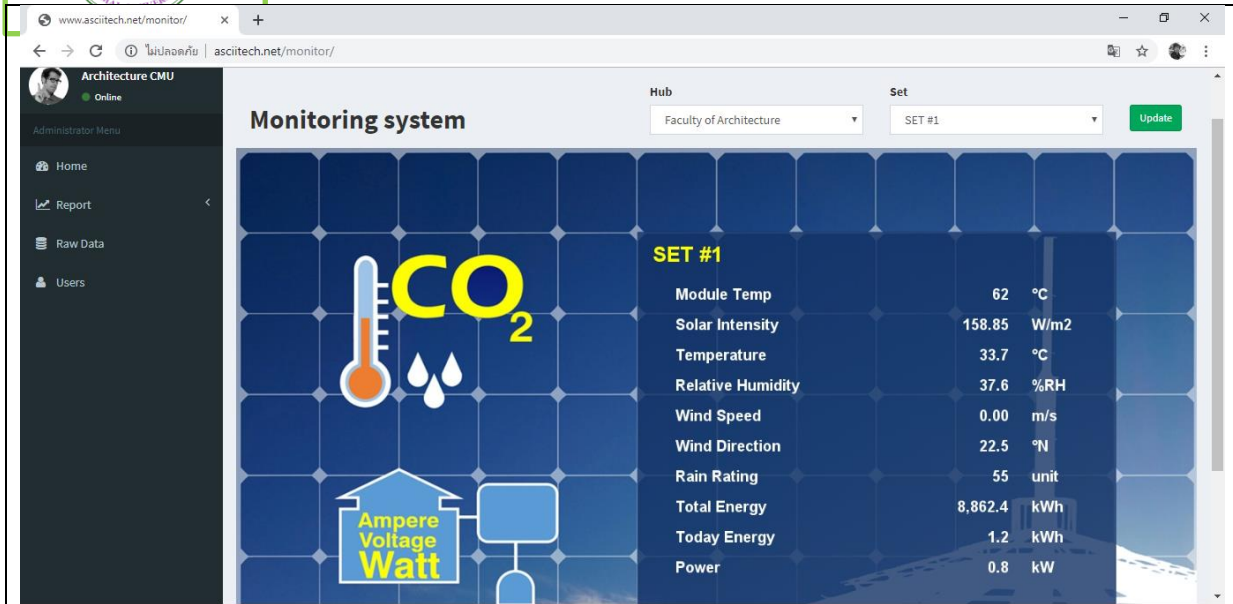 www.asciitech.net/monitor/
ไม่ปลอดภัย | asciitech.net/monitor/
Architecture CMU
Online
Administrator Menu
Home
Report
Raw Data
Users
Monitoring system
Hub
Faculty of Architecture
Set
SET #1
Update
CO2
Ampere
Voltage
Watt
SET #1
Module Temp 62 °C
Solar Intensity 158.85 W/m2
Temperature 33.7 °C
Relative Humidity 37.6 %RH
Wind Speed 0.00 m/s
Wind Direction 22.5 °N
Rain Rating 55 unit
Total Energy 8,862.4 kWh
Today Energy 1.2 kWh
Power 0.8 kW